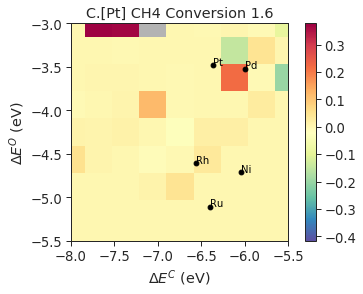 C.[Pt] CH4 Conversion 1.6
−3.0
−3.5
−4.0
−4.5
−5.0
−5.5
ΔE^O (eV)
Pt
Pd
Rh
Ni
Ru
−8.0 −7.5 −7.0 −6.5 −6.0 −5.5
ΔE^C (eV)
0.3
0.2
0.1
0.0
−0.1
−0.2
−0.3
−0.4